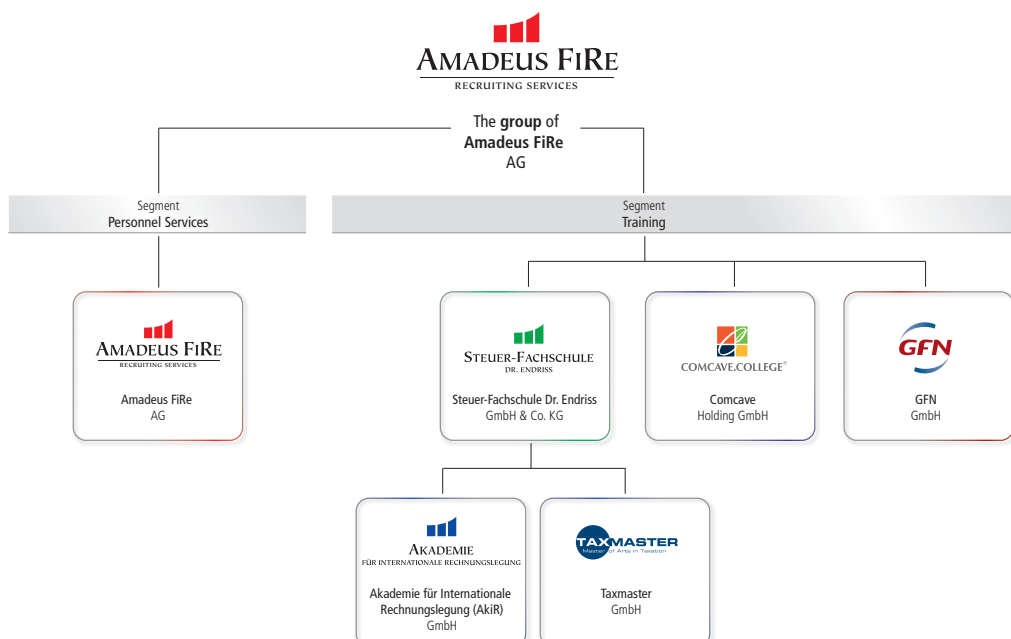 AMADEUS FIRE
RECRUITING SERVICES
The group of
Amadeus FiRe
AG
Segment
Personnel Services
Segment
Training
AMADEUS FIRE
RECRUITING SERVICES
Amadeus FiRe
AG
STEUER-FACHSCHULE
DR. ENDRISS
Steuer-Fachschule Dr. Endriss
GmbH & Co. KG
COMCAVE.COLLEGE®
Comcave
Holding GmbH
GFN
GFN
GmbH
AKADEMIE
FÜR INTERNATIONALE RECHNUNGSLEGUNG
Akademie für Internationale
Rechnungslegung (AkiR)
GmbH
TAXMASTER
Master of Arts in Taxation
Taxmaster
GmbH